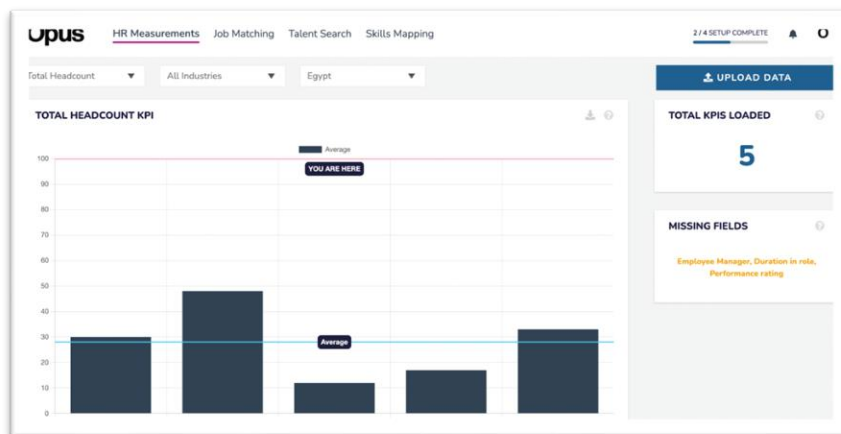 Opus
HR Measurements Job Matching Talent Search Skills Mapping
2 / 4 SETUP COMPLETE
Total Headcount
All Industries
Egypt
UPLOAD DATA
TOTAL HEADCOUNT KPI
Average
YOU ARE HERE
100
90
80
70
60
50
40
30
20
10
0
Average
TOTAL KPIS LOADED
5
MISSING FIELDS
Employee Manager, Duration in role,
Performance rating